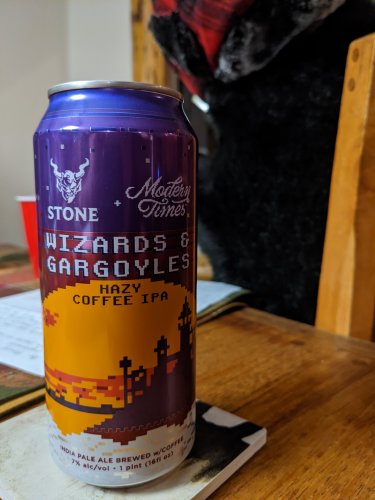 STONE + Modern Times
WIZARDS &
GARGOYLES
HAZY
COFFEE IPA
INDIA PALE ALE BREWED W/COFFEE
7% alc/vol • 1 pint (16fl oz)